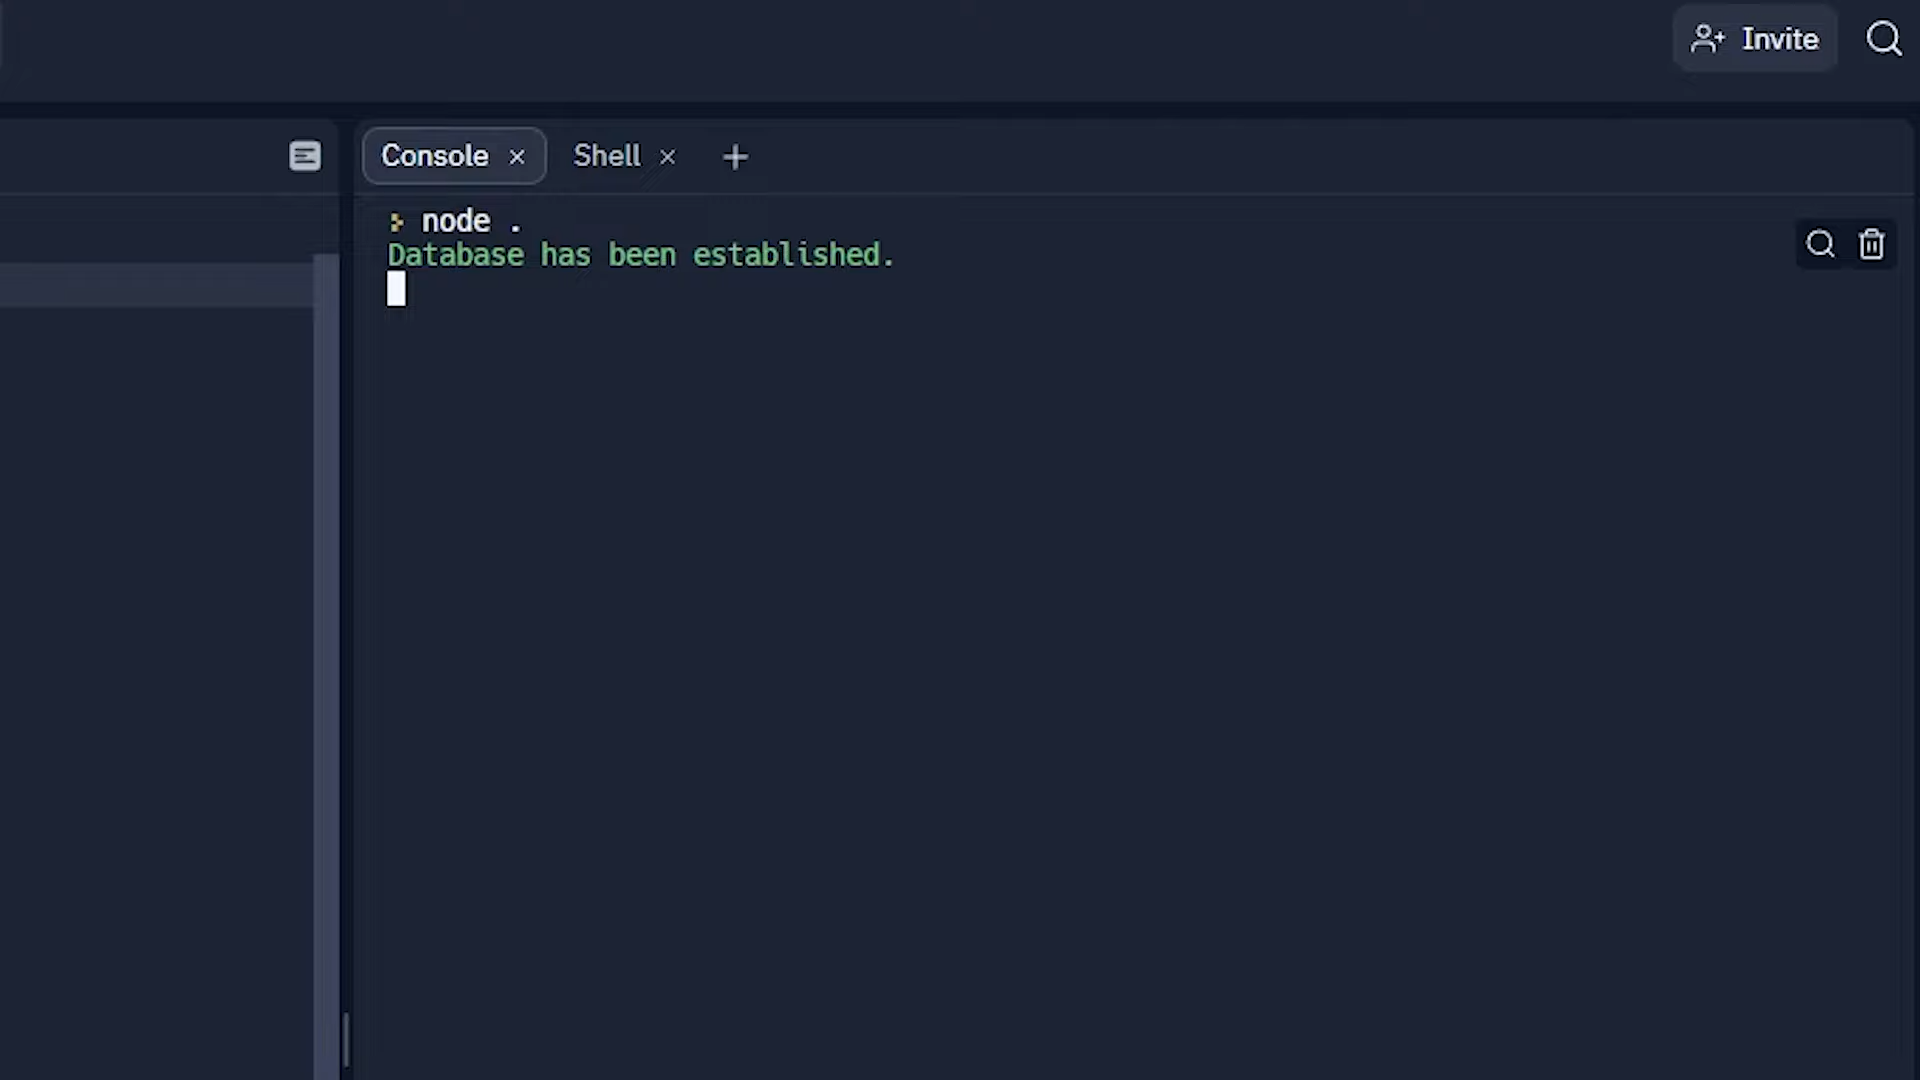 Invite
Console Shell
node .
Database has been established.